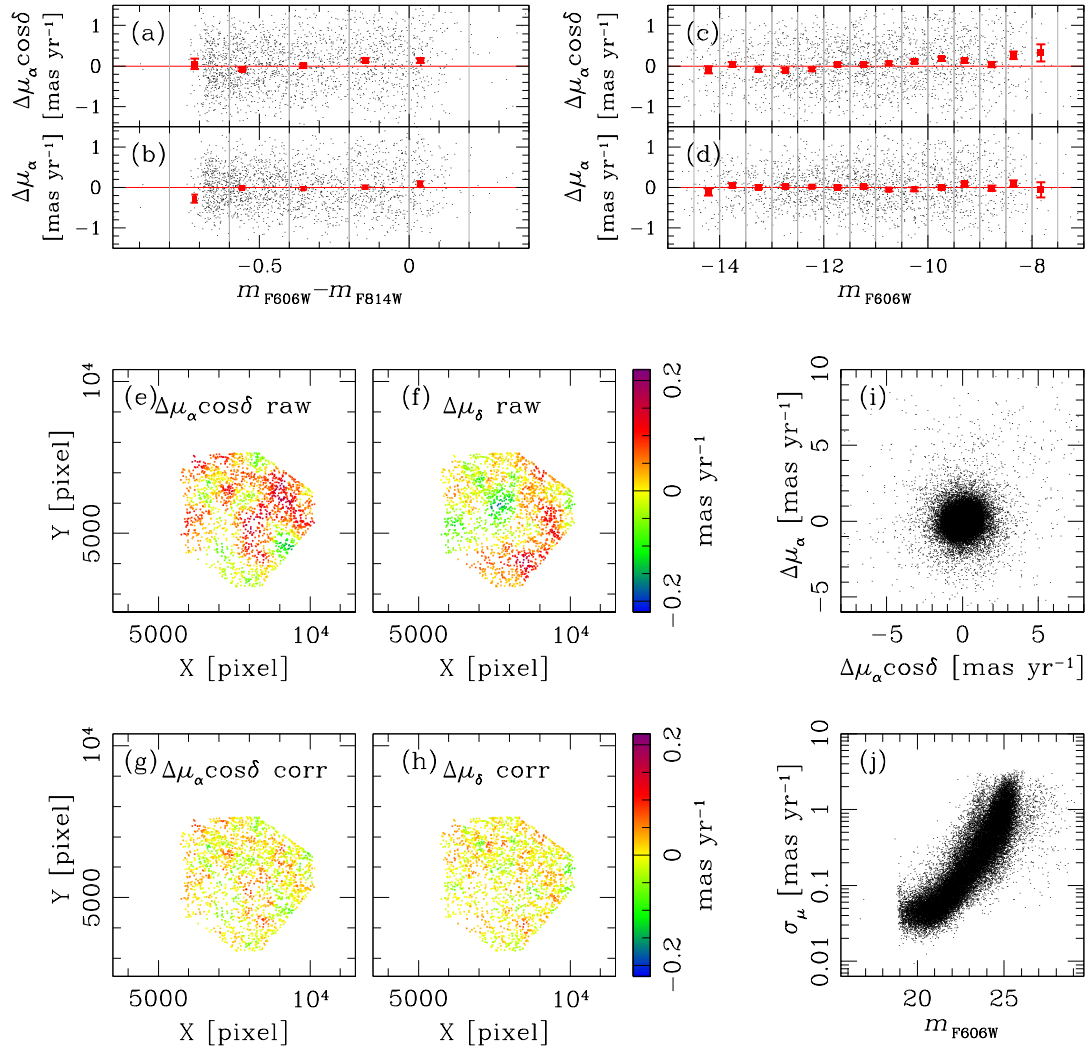 (a)
Δμ_α cosδ
[mas yr⁻¹]
1
0
−1
(b)
Δμ_α
[mas yr⁻¹]
1
0
−1
−0.5
0
m_F606W−m_F814W
(c)
Δμ_α cosδ
[mas yr⁻¹]
1
0
−1
(d)
Δμ_α
[mas yr⁻¹]
1
0
−1
−14
−12
−10
−8
m_F606W
(e) Δμ_α cosδ raw
Y [pixel]
10⁴
5000
5000
10⁴
X [pixel]
(f) Δμ_δ raw
5000
10⁴
X [pixel]
0.2
0
−0.2
mas yr⁻¹
(i)
Δμ_α [mas yr⁻¹]
10
5
0
−5
−5
0
5
Δμ_α cosδ [mas yr⁻¹]
(g) Δμ_α cosδ corr
Y [pixel]
10⁴
5000
5000
10⁴
X [pixel]
(h) Δμ_δ corr
5000
10⁴
X [pixel]
0.2
0
−0.2
mas yr⁻¹
(j)
σ_μ [mas yr⁻¹]
10
1
0.1
0.01
20
25
m_F606W